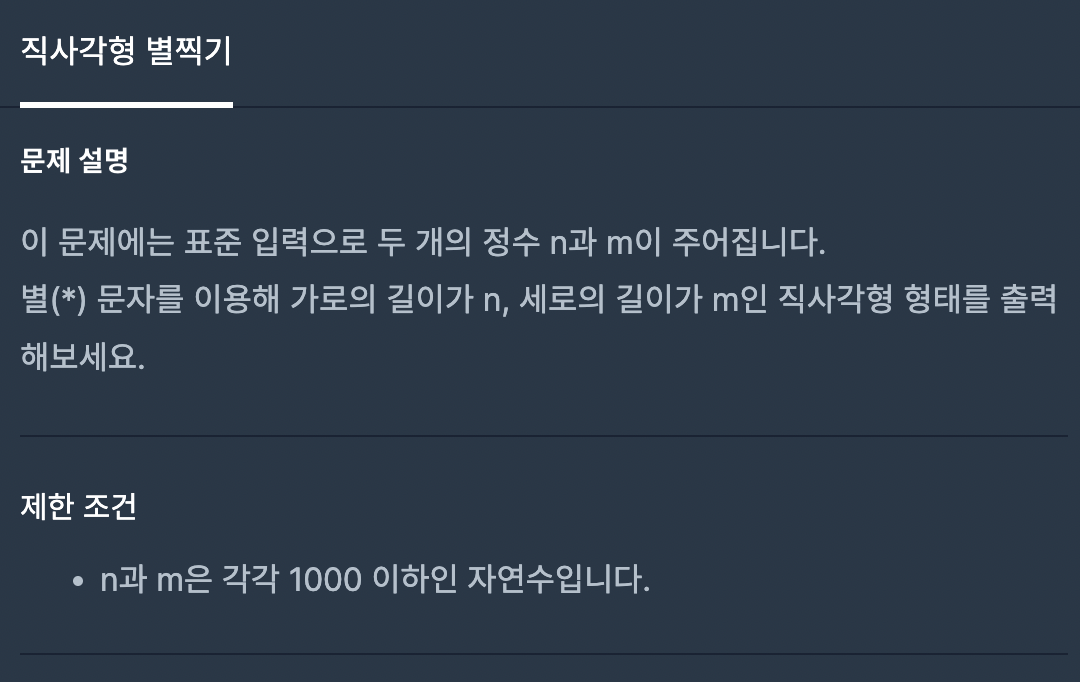 직사각형 별찍기
문제 설명
이 문제에는 표준 입력으로 두 개의 정수 n과 m이 주어집니다.
별(*) 문자를 이용해 가로의 길이가 n, 세로의 길이가 m인 직사각형 형태를 출력
해보세요.
제한 조건
• n과 m은 각각 1000 이하인 자연수입니다.